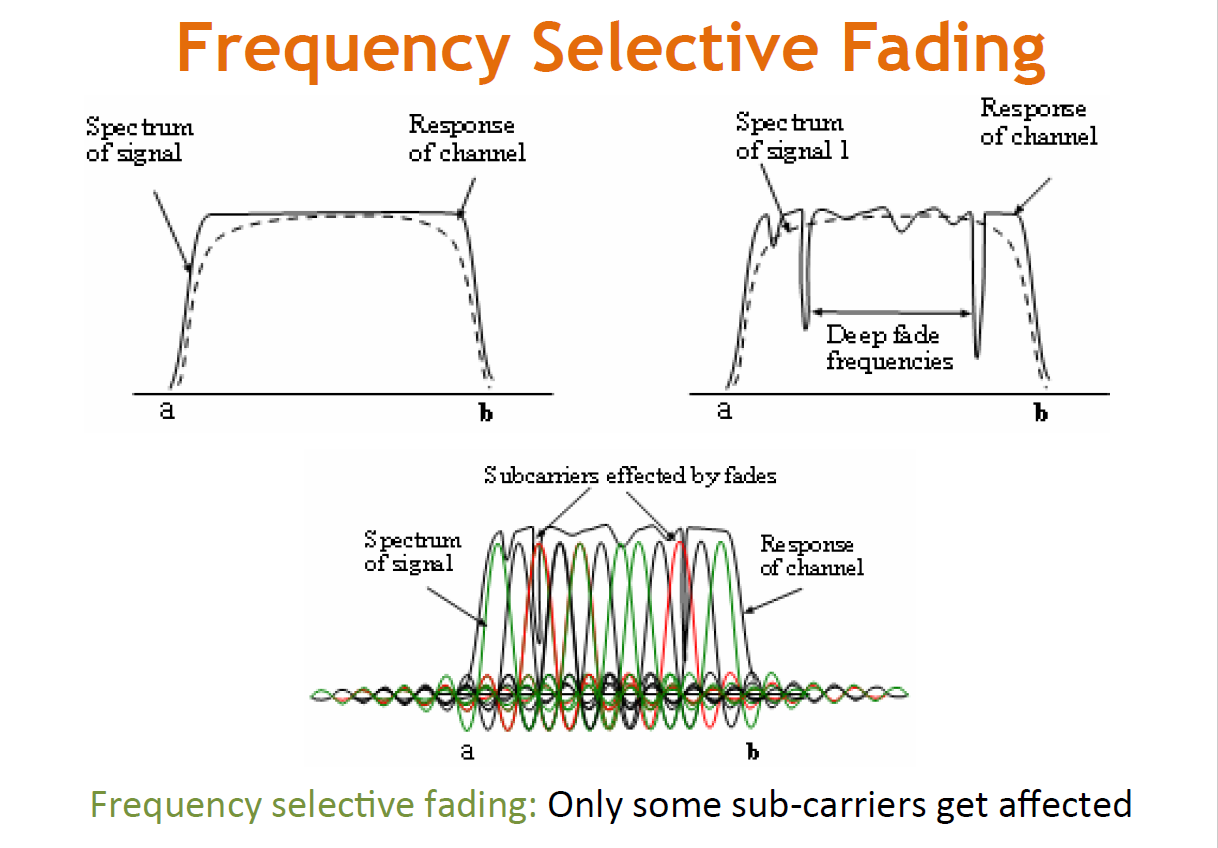 Frequency Selective Fading
Spectrum
of signal
Response
of channel
a
b
Spectrum
of signal 1
Response
of channel
Deep fade
frequencies
a
b
Subcarriers effected by fades
Spectrum
of signal
Response
of channel
a
b
Frequency selective fading: Only some sub-carriers get affected